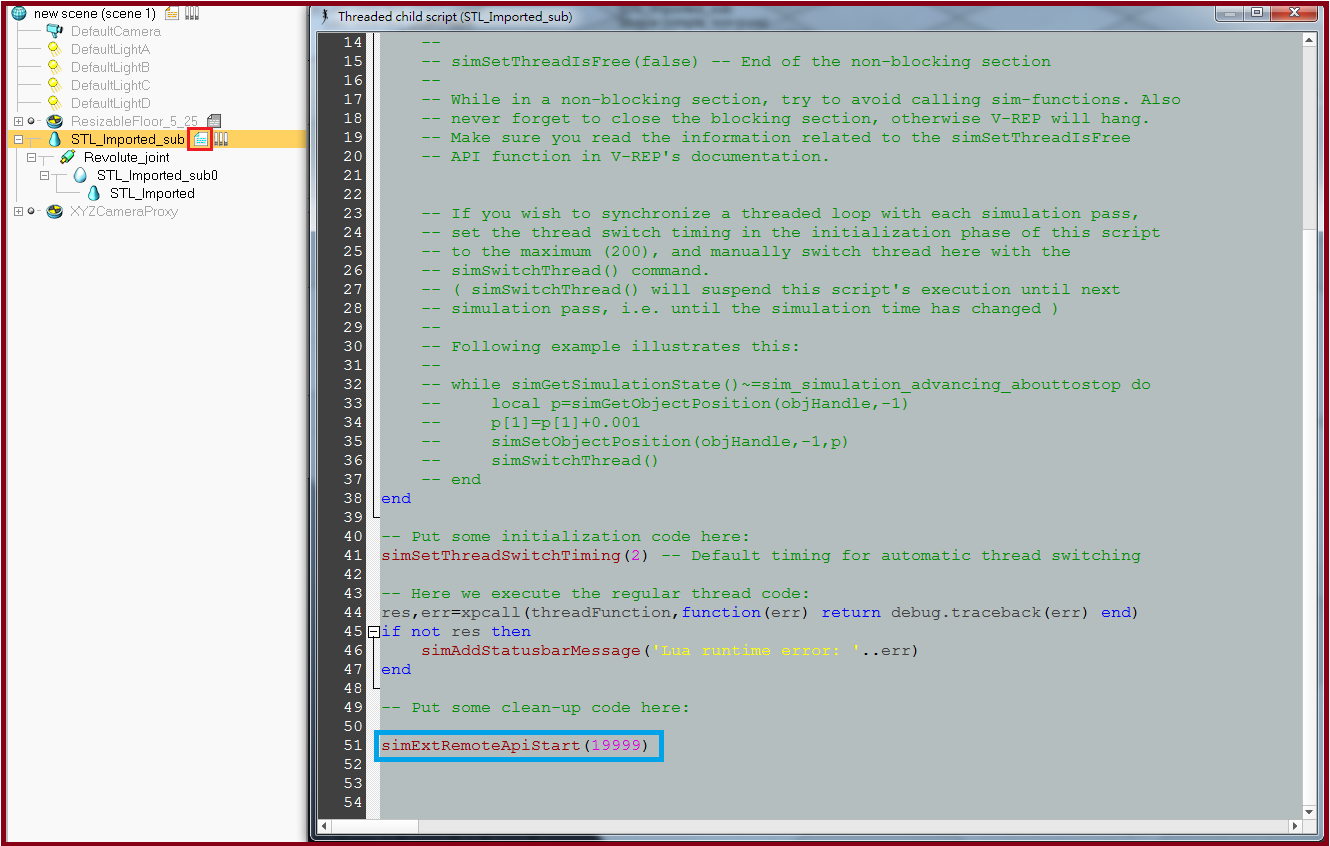 new scene (scene 1)
DefaultCamera
DefaultLightA
DefaultLightB
DefaultLightC
DefaultLightD
ResizableFloor_5_25
STL_Imported_sub
Revolute_joint
STL_Imported_sub0
STL_Imported
XYZCameraProxy
Threaded child script (STL_Imported_sub)
14 --
15 -- simSetThreadIsFree(false) -- End of the non-blocking section
16 --
17 -- While in a non-blocking section, try to avoid calling sim-functions. Also
18 -- never forget to close the blocking section, otherwise V-REP will hang.
19 -- Make sure you read the information related to the simSetThreadIsFree
20 -- API function in V-REP's documentation.
21
22
23 -- If you wish to synchronize a threaded loop with each simulation pass,
24 -- set the thread switch timing in the initialization phase of this script
25 -- to the maximum (200), and manually switch thread here with the
26 -- simSwitchThread() command.
27 -- ( simSwitchThread() will suspend this script's execution until next
28 -- simulation pass, i.e. until the simulation time has changed )
29 --
30 -- Following example illustrates this:
31 --
32 -- while simGetSimulationState()~=sim_simulation_advancing_abouttostop do
33 -- local p=simGetObjectPosition(objHandle,-1)
34 -- p[1]=p[1]+0.001
35 -- simSetObjectPosition(objHandle,-1,p)
36 -- simSwitchThread()
37 -- end
38 end
39
40 -- Put some initialization code here:
41 simSetThreadSwitchTiming(2) -- Default timing for automatic thread switching
42
43 -- Here we execute the regular thread code:
44 res,err=xpcall(threadFunction,function(err) return debug.traceback(err) end)
45 if not res then
46 simAddStatusbarMessage('Lua runtime error: '..err)
47 end
48
49 -- Put some clean-up code here:
50
51 simExtRemoteApiStart(19999)
52
53
54